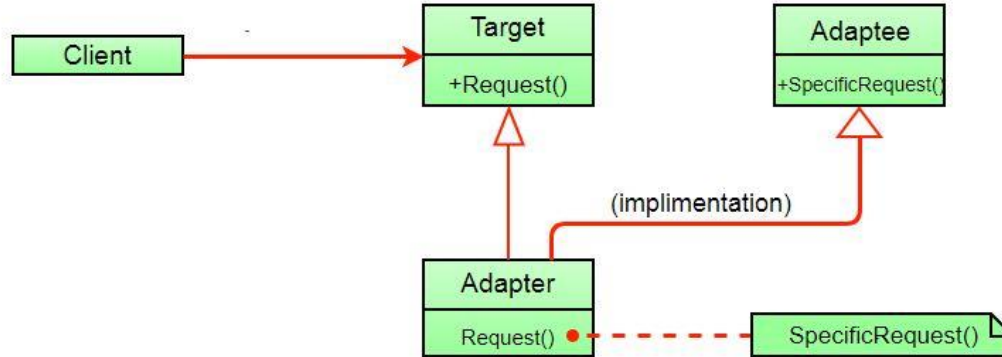 Client
Target
+Request()
Adaptee
+SpecificRequest()
(implimentation)
Adapter
Request()
SpecificRequest()